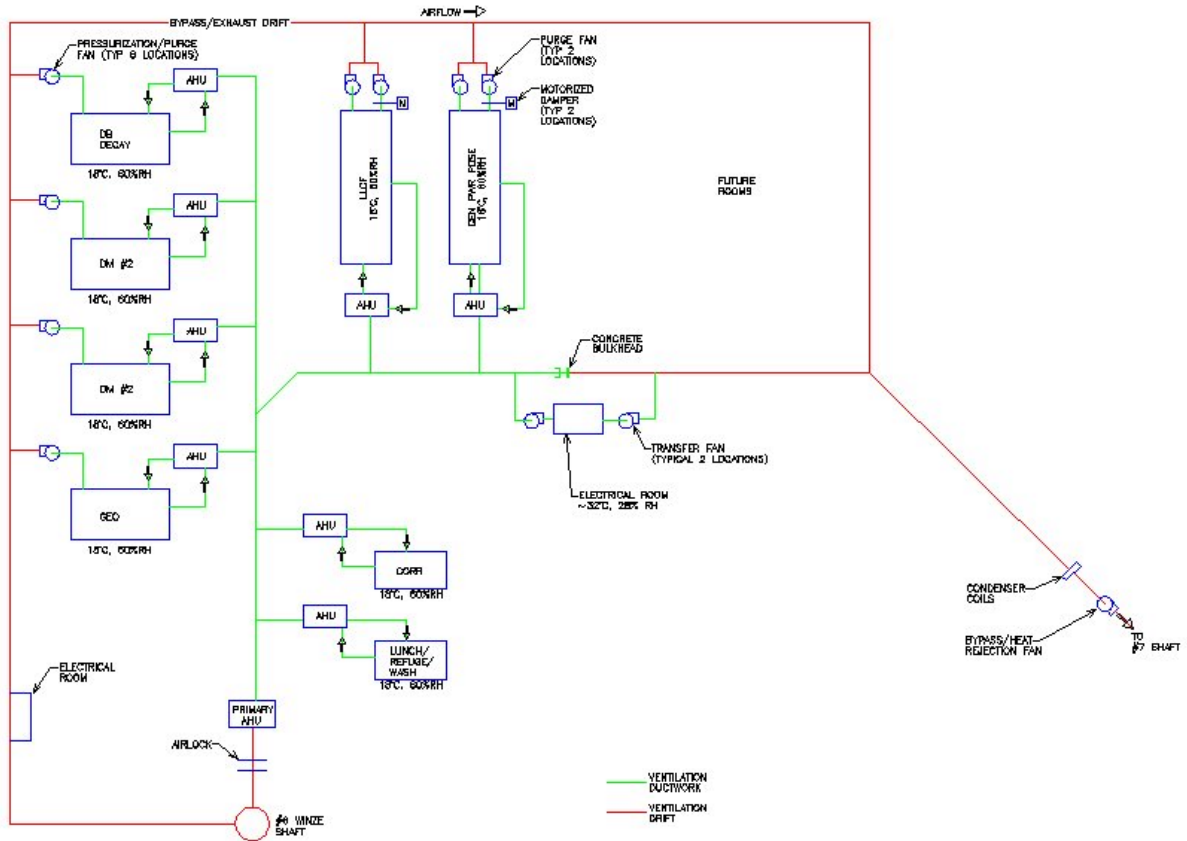 AIRFLOW
BYPASS/EXHAUST DRIFT
PRESSURIZATION/PURGE
FAN (TYP 8 LOCATIONS)
AHU
DB
DECAY
18°C, 60%RH
AHU
DM #2
18°C, 60%RH
AHU
DM #2
18°C, 60%RH
AHU
GEO
18°C, 60%RH
PURGE FAN
(TYP 2
LOCATIONS)
MOTORIZED
DAMPER
(TYP 2
LOCATIONS)
N
M
LLCF
18°C, 60%RH
GEN PWR POSE
18°C, 60%RH
AHU
AHU
FUTURE
ROOMS
CONCRETE
BULKHEAD
TRANSFER FAN
(TYPICAL 2 LOCATIONS)
ELECTRICAL ROOM
~32°C, 28% RH
AHU
18°C, 60%RH
AHU
LUNCH/
REFUGE/
WASH
18°C, 60%RH
CONDENSER
COILS
BYPASS/HEAT
REJECTION FAN
TO
#7 SHAFT
ELECTRICAL
ROOM
PRIMARY
AHU
AIRLOCK
WINZE
SHAFT
VENTILATION
DUCTWORK
VENTILATION
DRIFT